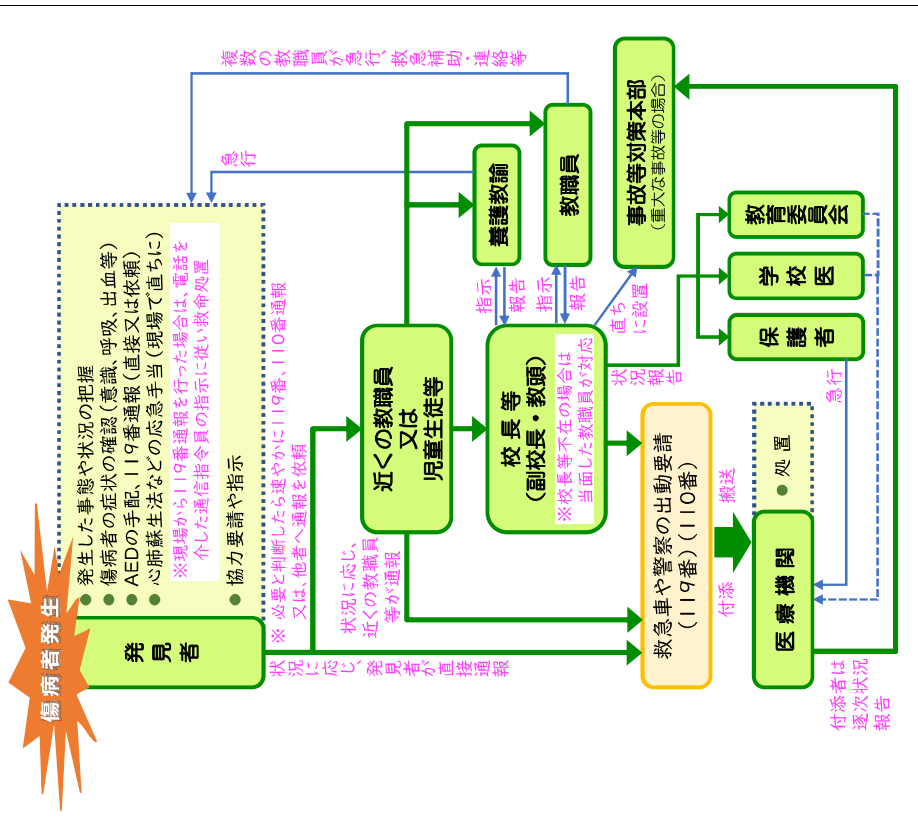 傷病者発生
発見者
●発生した事態や状況の把握
●傷病者の症状の確認（意識、呼吸、出血等）
●AEDの手配、119番通報（直接又は依頼）
●心肺蘇生法などの応急手当（現場で直ちに）
※現場から119番通報を行った場合は、電話を
介した通信指令員の指示に従い救命処置
●協力要請や指示
※ 必要と判断したら速やかに119番、110番通報
又は、他者へ通報を依頼
複数の教職員が急行、救急補助・連絡等
急行
状況に応じ、発見者が直接通報
近くの教職員
又は
児童生徒等
状況に応じ、
近くの教職員
等が通報
養護教諭
教職員
指示
報告
指示
報告
校長等
（副校長・教頭）
※校長等不在の場合は
当面した教職員が対応
直ち
に設置
事故等対策本部
（重大な事故等の場合）
状況
報告
保護者
学校医
教育委員会
急行
救急車や警察の出動要請
（119番）（110番）
付添
搬送
医療機関
●処置
付添者は
逐次状況
報告